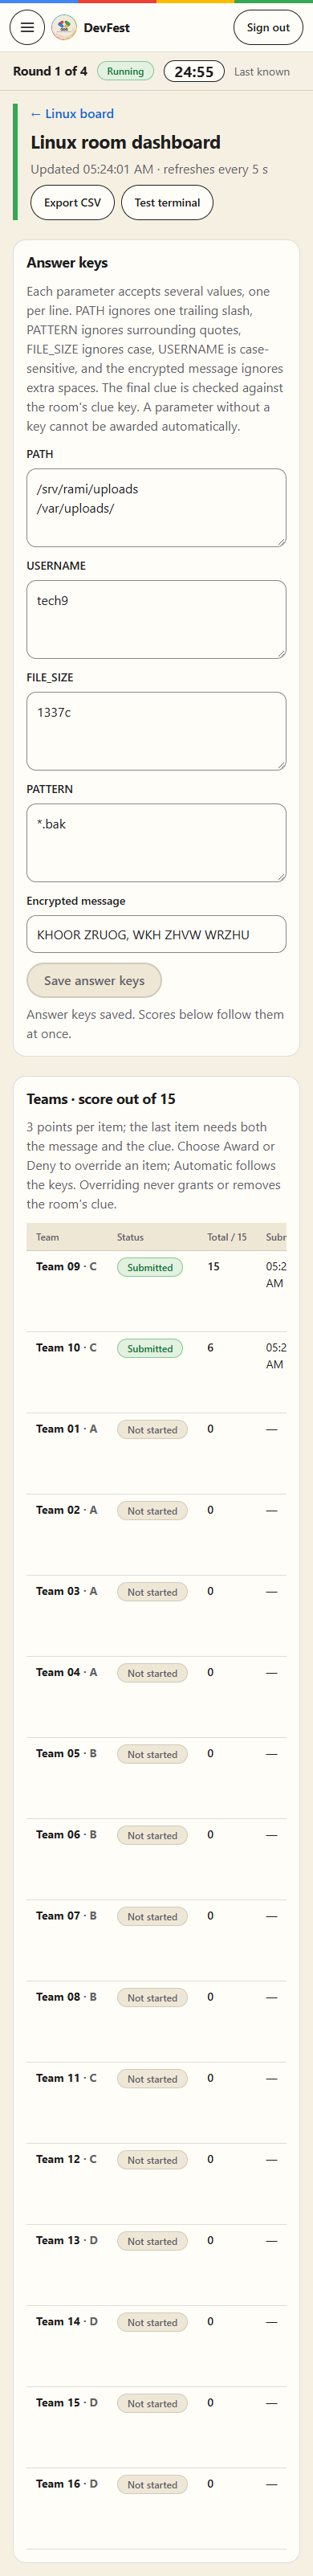 DevFest
Sign out
Round 1 of 4
Running
24:55
Last known
← Linux board
Linux room dashboard
Updated 05:24:01 AM · refreshes every 5 s
Export CSV
Test terminal
Answer keys
Each parameter accepts several values, one
per line. PATH ignores one trailing slash,
PATTERN ignores surrounding quotes,
FILE_SIZE ignores case, USERNAME is case-
sensitive, and the encrypted message ignores
extra spaces. The final clue is checked against
the room's clue key. A parameter without a
key cannot be awarded automatically.
PATH
/srv/rami/uploads
/var/uploads/
USERNAME
tech9
FILE_SIZE
1337c
PATTERN
*.bak
Encrypted message
KHOOR ZRUOG, WKH ZHVW WRZHU
Save answer keys
Answer keys saved. Scores below follow them
at once.
Teams · score out of 15
3 points per item; the last item needs both
the message and the clue. Choose Award or
Deny to override an item; Automatic follows
the keys. Overriding never grants or removes
the room's clue.
Team Status Total / 15
Team 09 · C Submitted 15 05:2
AM
Team 10 · C Submitted 6 05:2
AM
Team 01 · A Not started 0 —
Team 02 · A Not started 0 —
Team 03 · A Not started 0 —
Team 04 · A Not started 0 —
Team 05 · B Not started 0 —
Team 06 · B Not started 0 —
Team 07 · B Not started 0 —
Team 08 · B Not started 0 —
Team 11 · C Not started 0 —
Team 12 · C Not started 0 —
Team 13 · D Not started 0 —
Team 14 · D Not started 0 —
Team 15 · D Not started 0 —
Team 16 · D Not started 0 —